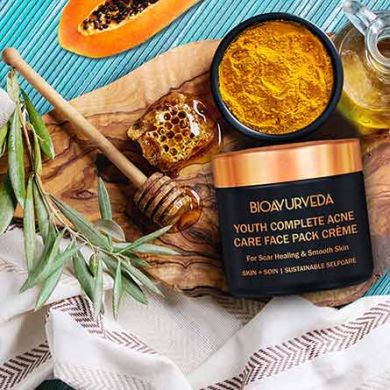 BIOAYURVEDA
YOUTH COMPLETE ACNE
CARE FACE PACK CRÈME
For Scar Healing & Smooth Skin
SKIN + SOIN | SUSTAINABLE SELFCARE